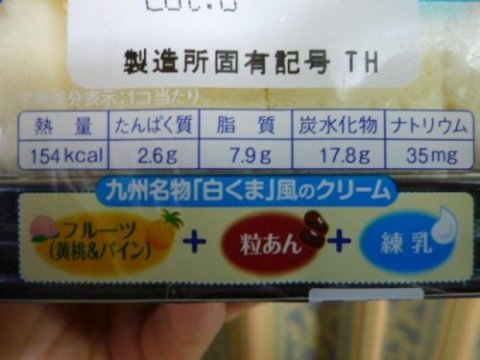 製造所固有記号 TH
分表示:1コ当たり
熱量 たんぱく質 脂質 炭水化物 ナトリウム
154kcal 2.6g 7.9g 17.8g 35mg
九州名物「白くま」風のクリーム
フルーツ
(黄桃&パイン)
+
粒あん
+
練乳